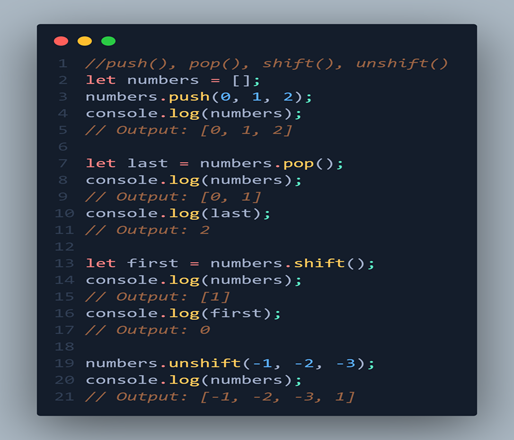 1 //push(), pop(), shift(), unshift()
2 let numbers = [];
3 numbers.push(0, 1, 2);
4 console.log(numbers);
5 // Output: [0, 1, 2]
6
7 let last = numbers.pop();
8 console.log(numbers);
9 // Output: [0, 1]
10 console.log(last);
11 // Output: 2
12
13 let first = numbers.shift();
14 console.log(numbers);
15 // Output: [1]
16 console.log(first);
17 // Output: 0
18
19 numbers.unshift(-1, -2, -3);
20 console.log(numbers);
21 // Output: [-1, -2, -3, 1]